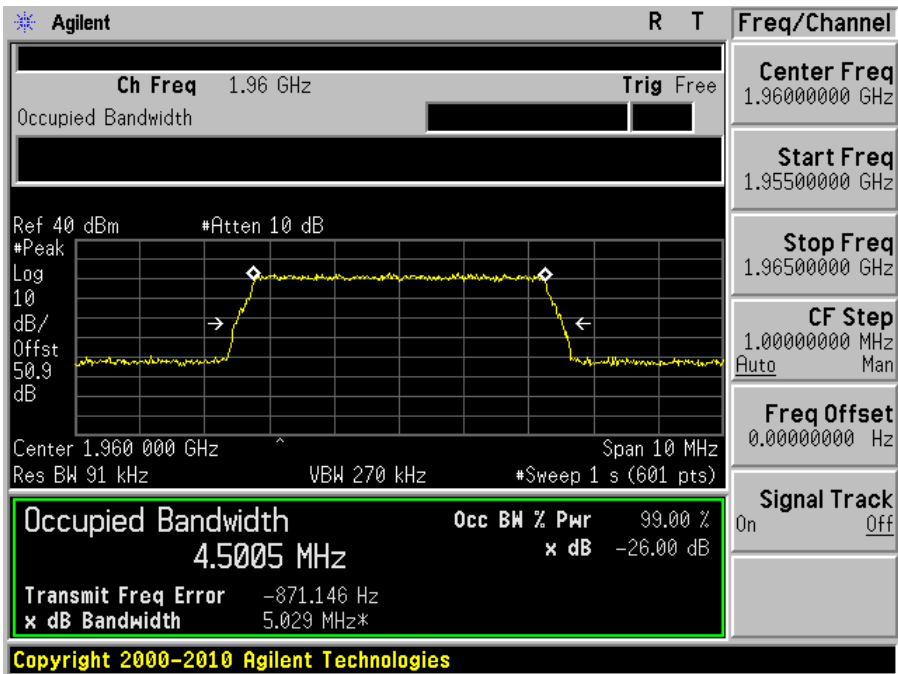 Agilent R T Freq/Channel
Ch Freq 1.96 GHz Trig Free
Occupied Bandwidth
Center Freq
1.96000000 GHz
Start Freq
1.95500000 GHz
Stop Freq
1.96500000 GHz
CF Step
1.00000000 MHz
Auto Man
Freq Offset
0.00000000 Hz
Signal Track
On Off
Ref 40 dBm #Atten 10 dB
#Peak
Log
10
dB/
Offst
50.9
dB
Center 1.960 000 GHz ^ Span 10 MHz
Res BW 91 kHz VBW 270 kHz #Sweep 1 s (601 pts)
Occupied Bandwidth Occ BW % Pwr 99.00 %
4.5005 MHz x dB -26.00 dB
Transmit Freq Error -871.146 Hz
x dB Bandwidth 5.029 MHz*
Copyright 2000-2010 Agilent Technologies